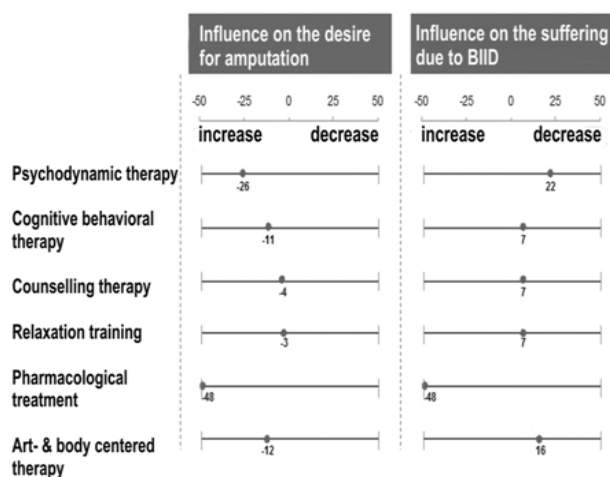 Influence on the desire
for amputation
Influence on the suffering
due to BIID
-50 -25 0 25 50
-50 -25 0 25 50
increase decrease
increase decrease
Psychodynamic therapy
-26
22
Cognitive behavioral
therapy
-11
7
Counselling therapy
-4
7
Relaxation training
-3
7
Pharmacological
treatment
-48
-48
Art- & body centered
therapy
-12
16